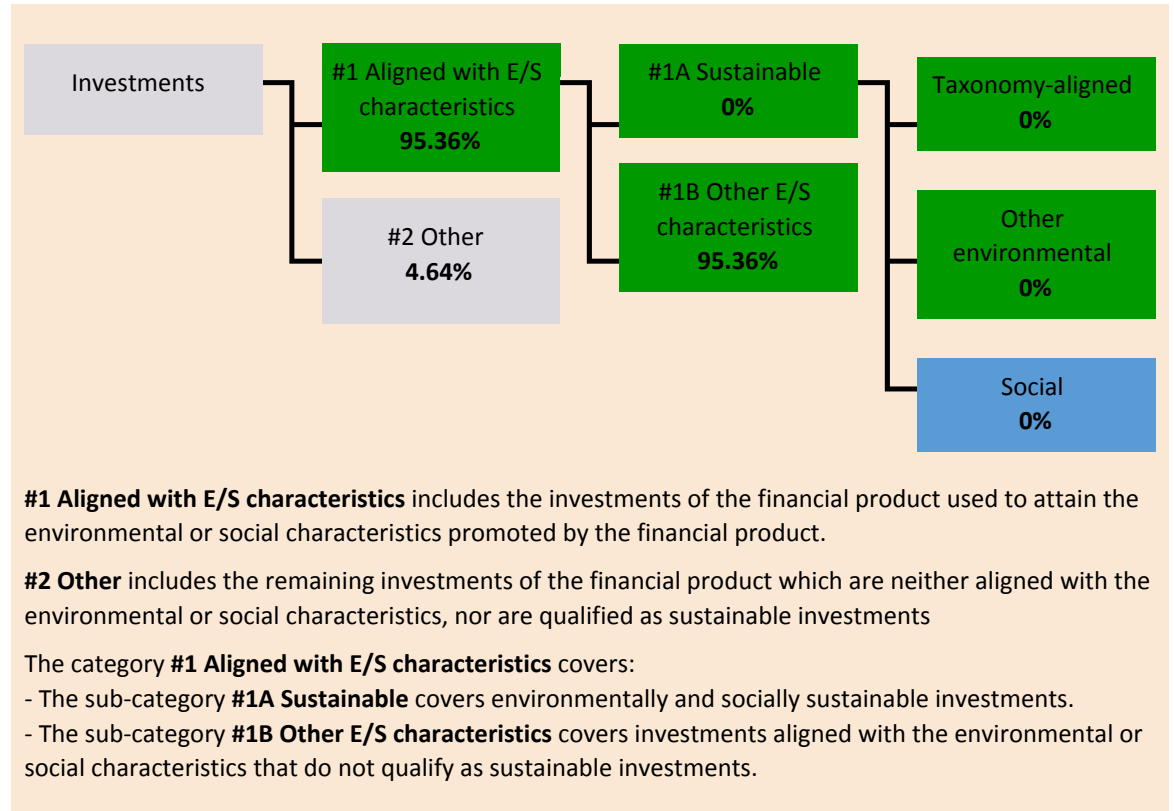 Investments
#1 Aligned with E/S
characteristics
95.36%
#2 Other
4.64%
#1A Sustainable
0%
#1B Other E/S
characteristics
95.36%
Taxonomy-aligned
0%
Other
environmental
0%
Social
0%
#1 Aligned with E/S characteristics includes the investments of the financial product used to attain the
environmental or social characteristics promoted by the financial product.
#2 Other includes the remaining investments of the financial product which are neither aligned with the
environmental or social characteristics, nor are qualified as sustainable investments
The category #1 Aligned with E/S characteristics covers:
- The sub-category #1A Sustainable covers environmentally and socially sustainable investments.
- The sub-category #1B Other E/S characteristics covers investments aligned with the environmental or
social characteristics that do not qualify as sustainable investments.